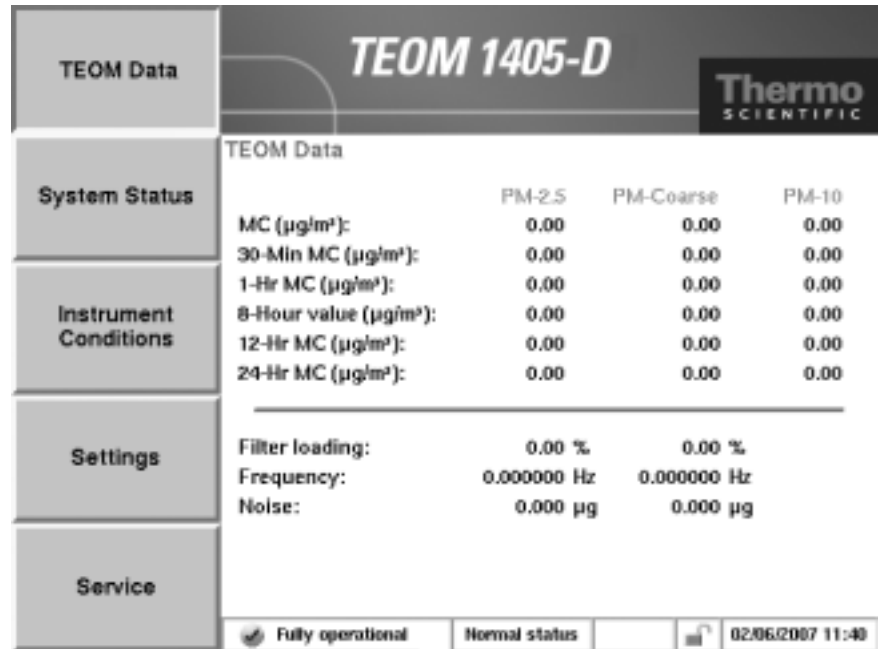 TEOM Data
TEOM 1405-D
Thermo
SCIENTIFIC
System Status
Instrument
Conditions
Settings
Service
TEOM Data
PM-2.5 PM-Coarse PM-10
MC (µg/m³): 0.00 0.00 0.00
30-Min MC (µg/m³): 0.00 0.00 0.00
1-Hr MC (µg/m³): 0.00 0.00 0.00
8-Hour value (µg/m³): 0.00 0.00 0.00
12-Hr MC (µg/m³): 0.00 0.00 0.00
24-Hr MC (µg/m³): 0.00 0.00 0.00
Filter loading: 0.00 % 0.00 %
Frequency: 0.000000 Hz 0.000000 Hz
Noise: 0.000 µg 0.000 µg
Fully operational Normal status 02/06/2007 11:40